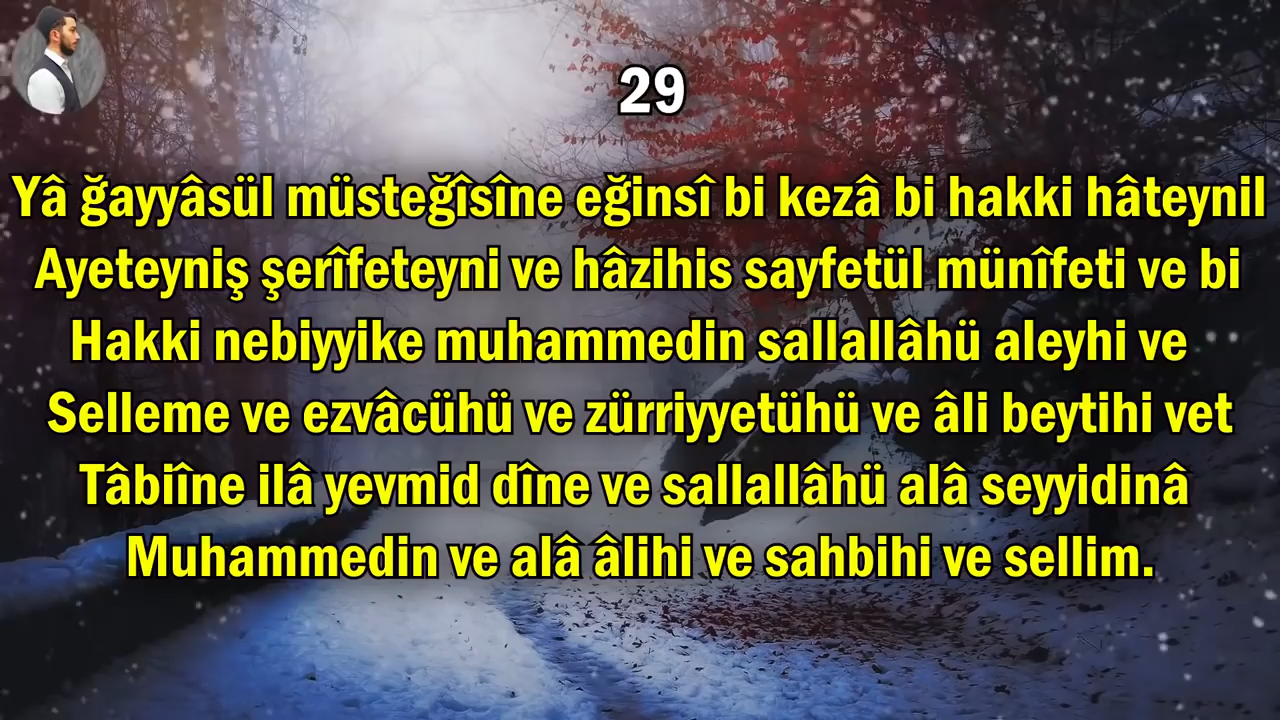 29
Yâ ğayyâsül müsteğîsîne eğinsî bi kezâ bi hakki hâteynil
Ayeteyniş şerîfeteyni ve hâzihis sayfetül münîfeti ve bi
Hakki nebiyyike muhammedin sallallâhü aleyhi ve
Selleme ve ezvâcühü ve zürriyyetühü ve âli beytihi vet
Tâbiîne ilâ yevmid dîne ve sallallâhü alâ seyyidinâ
Muhammedin ve alâ âlihi ve sahbihi ve sellim.